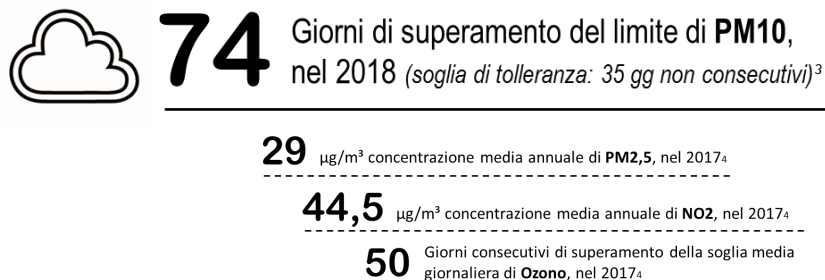 74 Giorni di superamento del limite di PM10,
nel 2018 (soglia di tolleranza: 35 gg non consecutivi)³
29 µg/m³ concentrazione media annuale di PM2,5, nel 2017₄
44,5 µg/m³ concentrazione media annuale di NO2, nel 2017₄
50 Giorni consecutivi di superamento della soglia media
giornaliera di Ozono, nel 2017₄